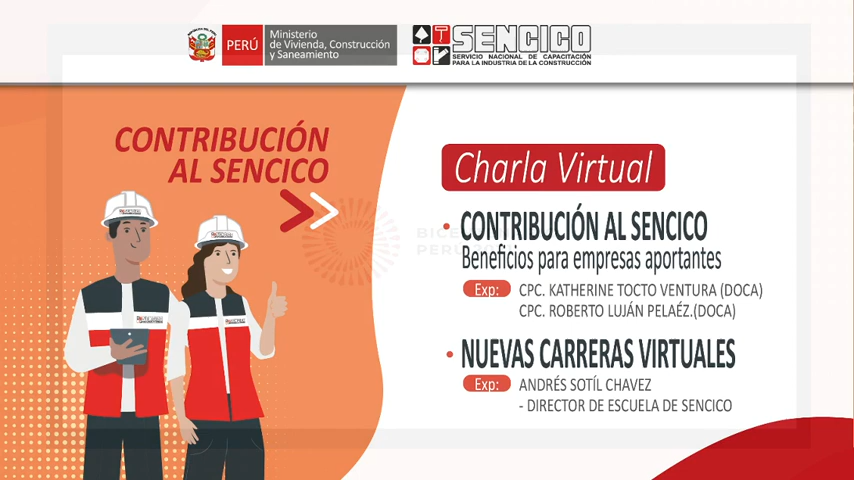 PERÚ
Ministerio
de Vivienda, Construcción
y Saneamiento
SENCICO
SERVICIO NACIONAL DE CAPACITACIÓN
PARA LA INDUSTRIA DE LA CONSTRUCCIÓN
CONTRIBUCIÓN
AL SENCICO
Charla Virtual
• CONTRIBUCIÓN AL SENCICO
Beneficios para empresas aportantes
Exp: CPC. KATHERINE TOCTO VENTURA (DOCA)
CPC. ROBERTO LUJÁN PELAÉZ.(DOCA)
• NUEVAS CARRERAS VIRTUALES
Exp: ANDRÉS SOTÍL CHAVEZ
- DIRECTOR DE ESCUELA DE SENCICO